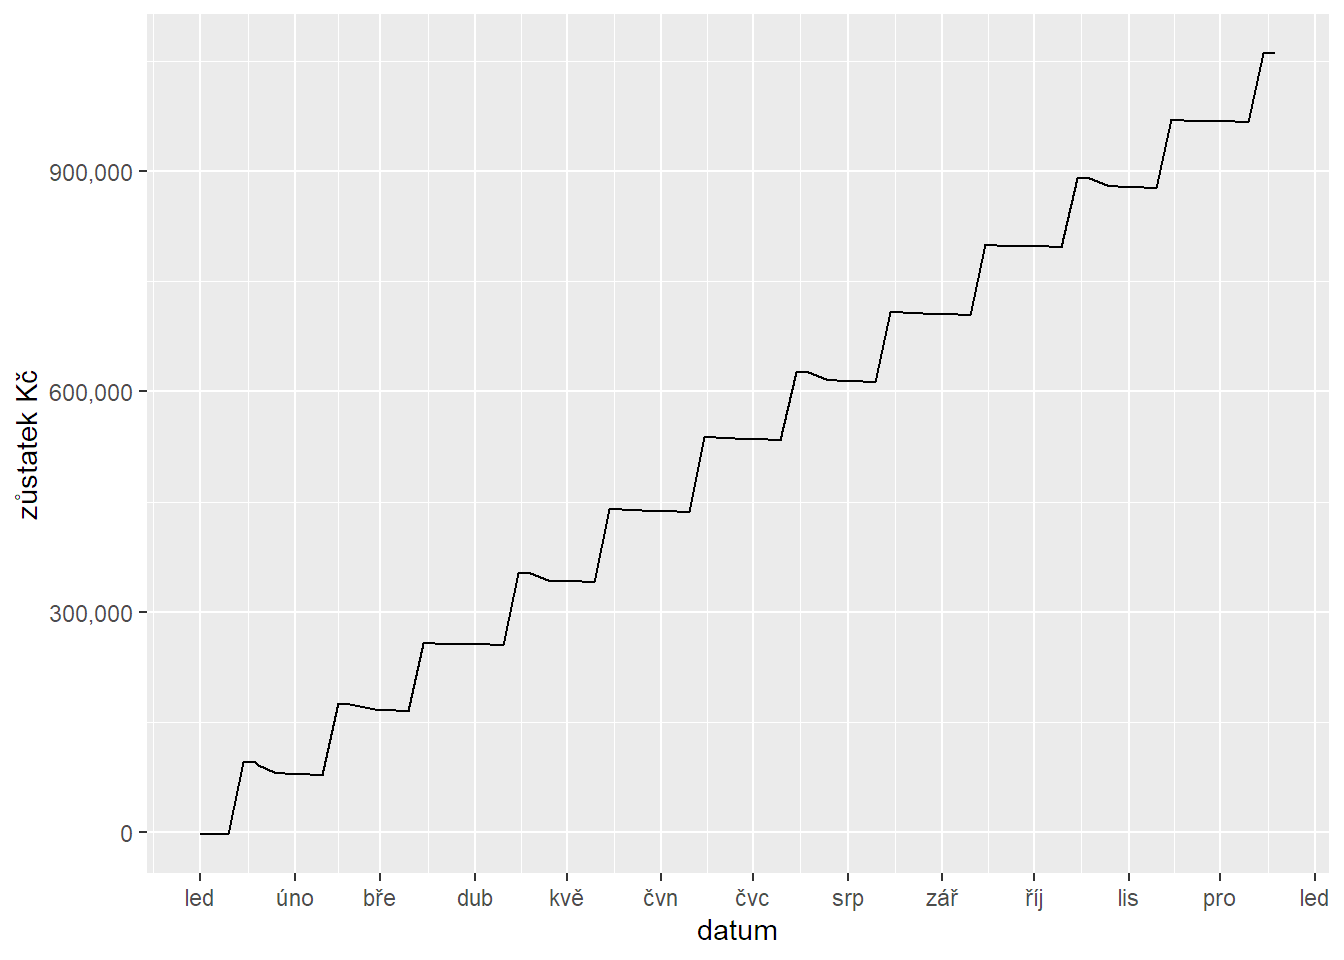 zůstatek Kč
900,000
600,000
300,000
0
led úno bře dub kvě čvn čvc srp zář říj lis pro led
datum